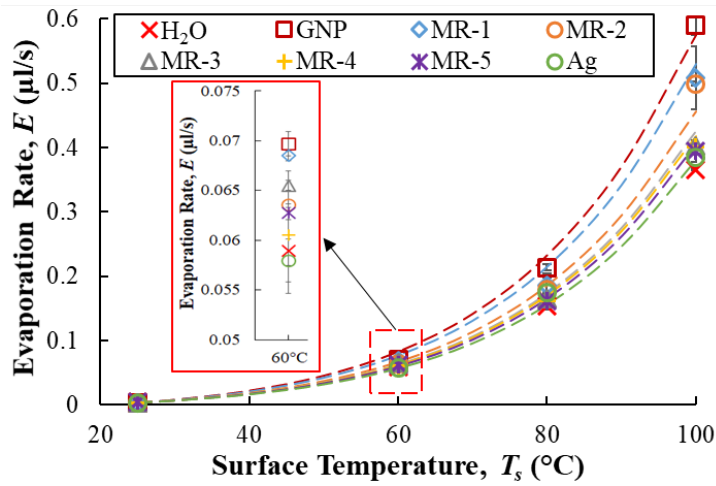 H₂O GNP MR-1 MR-2
MR-3 MR-4 MR-5 Ag
Evaporation Rate, E (µl/s)
0.6
0.5
0.4
0.3
0.2
0.1
0
Evaporation Rate, E (µl/s)
0.075
0.07
0.065
0.06
0.055
0.05
60°C
20 40 60 80 100
Surface Temperature, Tₛ (°C)